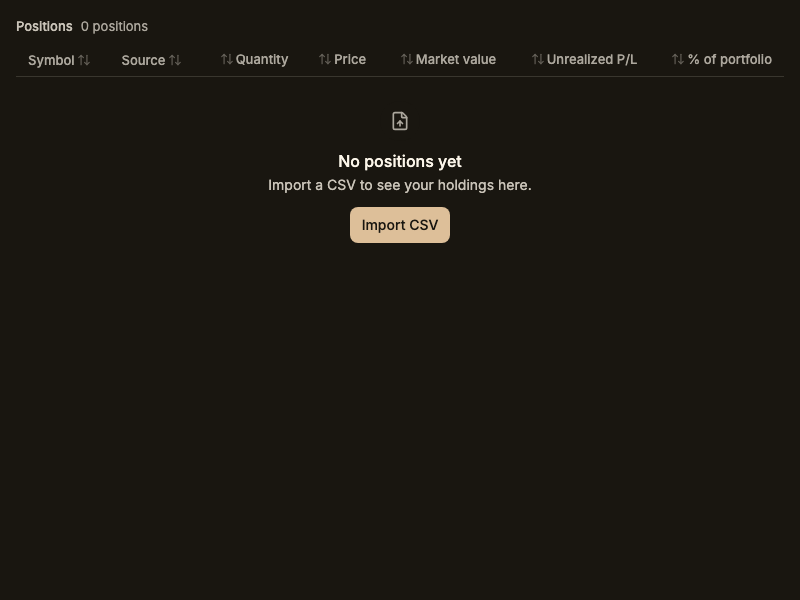 Positions 0 positions
Symbol Source Quantity Price Market value Unrealized P/L % of portfolio
No positions yet
Import a CSV to see your holdings here.
Import CSV